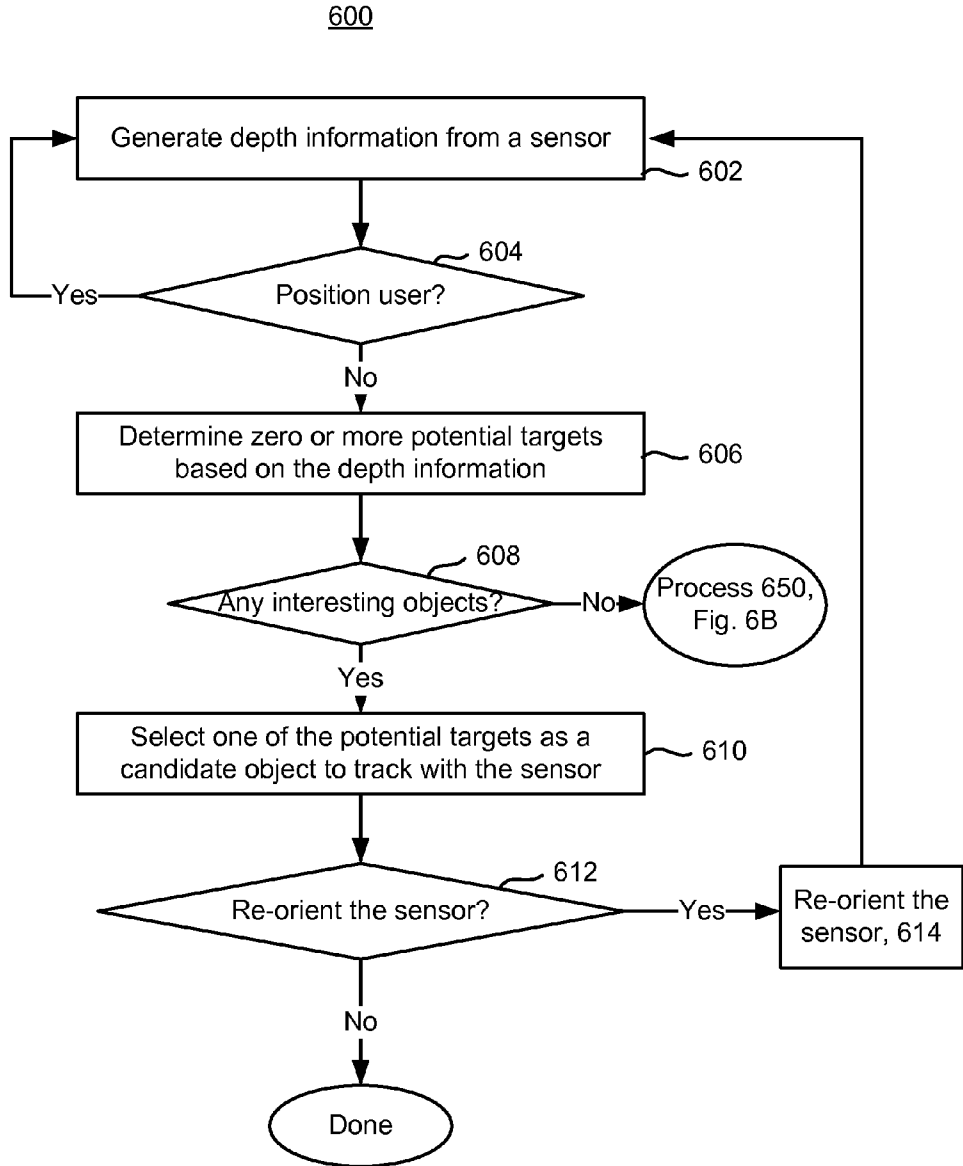 600
Generate depth information from a sensor
602
604
Position user?
Yes
No
Determine zero or more potential targets
based on the depth information
606
608
Any interesting objects?
No
Process 650,
Fig. 6B
Yes
Select one of the potential targets as a
candidate object to track with the sensor
610
612
Re-orient the sensor?
Yes
Re-orient the
sensor, 614
No
Done